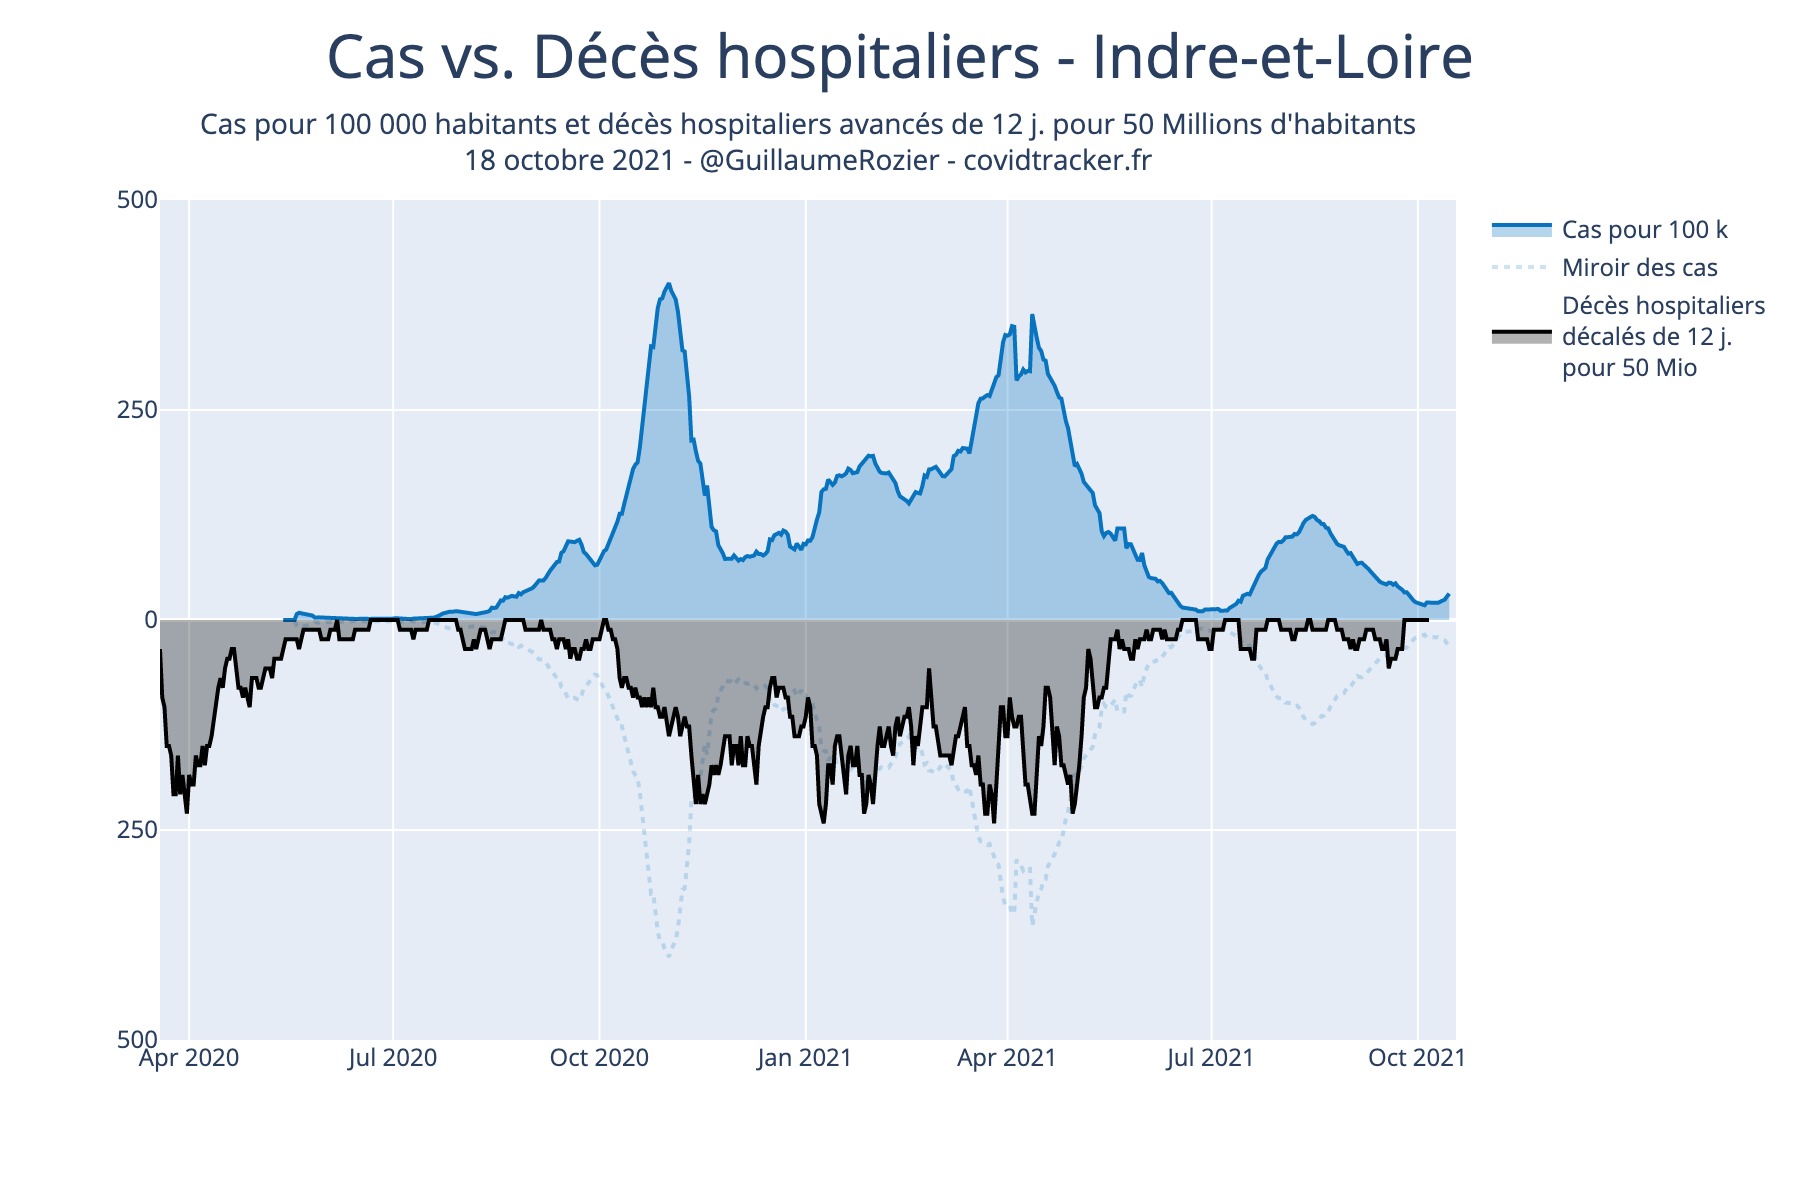 Cas vs. Décès hospitaliers - Indre-et-Loire
Cas pour 100 000 habitants et décès hospitaliers avancés de 12 j. pour 50 Millions d'habitants
18 octobre 2021 - @GuillaumeRozier - covidtracker.fr
500
250
0
250
500
Apr 2020
Jul 2020
Oct 2020
Jan 2021
Apr 2021
Jul 2021
Oct 2021
Cas pour 100 k
Miroir des cas
Décès hospitaliers
décalés de 12 j.
pour 50 Mio